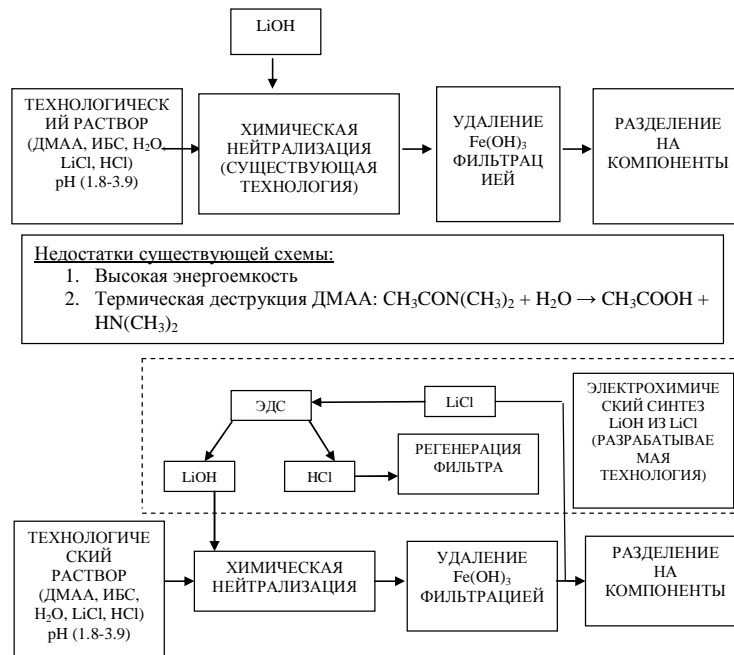 LiOH
ТЕХНОЛОГИЧЕСК
ИЙ РАСТВОР
(ДМАА, ИБС, H₂O,
LiCl, HCl)
pH (1.8-3.9)
ХИМИЧЕСКАЯ
НЕЙТРАЛИЗАЦИЯ
(СУЩЕСТВУЮЩАЯ
ТЕХНОЛОГИЯ)
УДАЛЕНИЕ
Fe(OH)₃
ФИЛЬТРАЦ
ИЕЙ
РАЗДЕЛЕНИЕ
НА
КОМПОНЕНТЫ
Недостатки существующей схемы:
1. Высокая энергоемкость
2. Термическая деструкция ДМАА: CH₃CON(CH₃)₂ + H₂O → CH₃COOH +
HN(CH₃)₂
ЭДС
LiCl
ЭЛЕКТРОХИМИЧЕ
СКИЙ СИНТЕЗ
LiOH ИЗ LiCl
(РАЗРАБАТЫВАЕ
МАЯ
ТЕХНОЛОГИЯ)
LiOH
HCl
РЕГЕНЕРАЦИЯ
ФИЛЬТРА
ТЕХНОЛОГИЧЕ
СКИЙ
РАСТВОР
(ДМАА, ИБС,
H₂O, LiCl, HCl)
pH (1.8-3.9)
ХИМИЧЕСКАЯ
НЕЙТРАЛИЗАЦИЯ
УДАЛЕНИЕ
Fe(OH)₃
ФИЛЬТРАЦИЕЙ
РАЗДЕЛЕНИЕ
НА
КОМПОНЕНТЫ